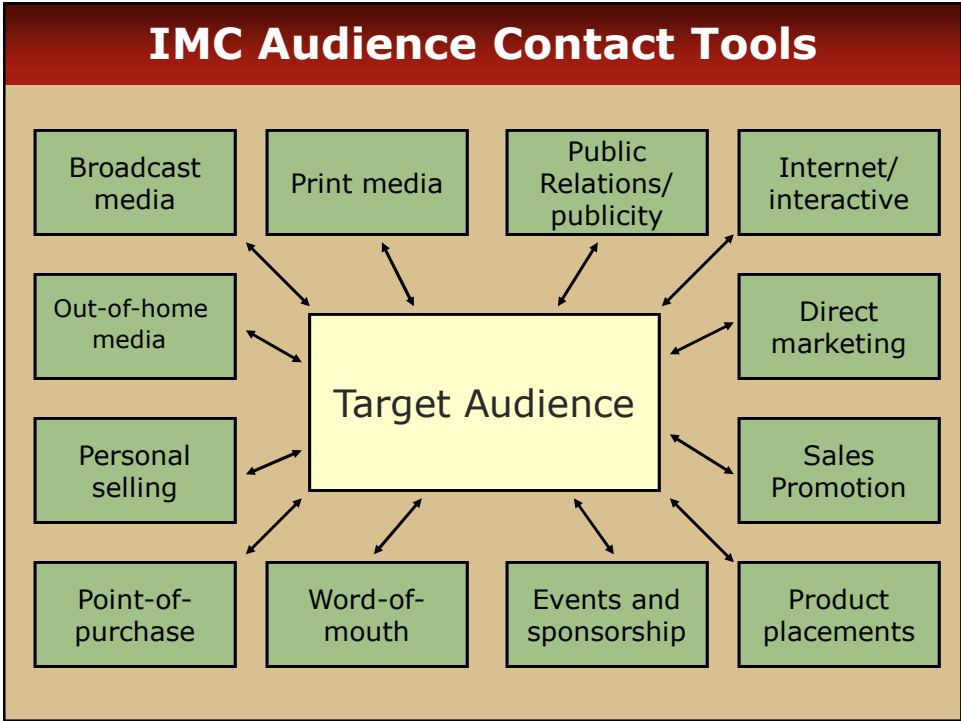 IMC Audience Contact Tools
Broadcast
media
Print media
Public
Relations/
publicity
Internet/
interactive
Out-of-home
media
Direct
marketing
Target Audience
Personal
selling
Sales
Promotion
Point-of-
purchase
Word-of-
mouth
Events and
sponsorship
Product
placements